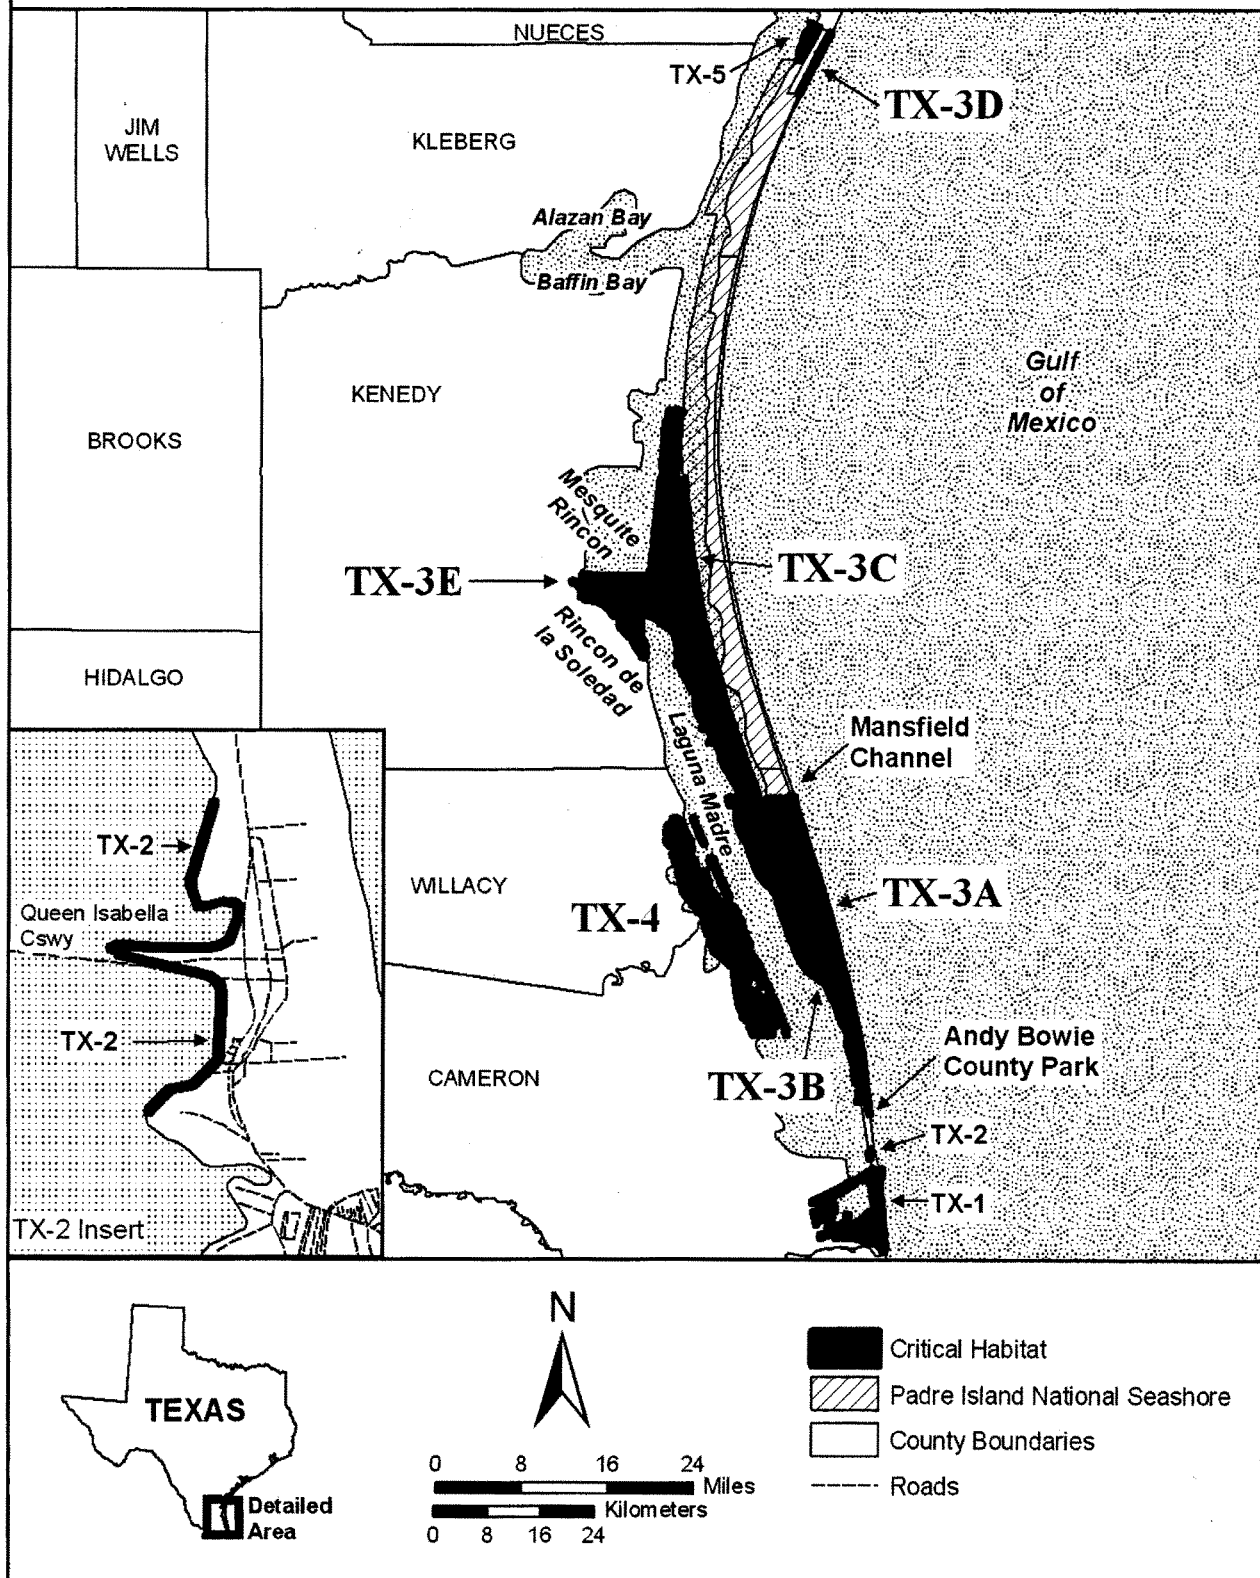 NUECES
TX-5
TX-3D
JIM
WELLS
KLEBERG
Alazan Bay
Baffin Bay
Gulf
of
Mexico
KENEDY
BROOKS
Mesquite
Rincon
TX-3C
TX-3E
Rincon de
la Soledad
HIDALGO
Laguna Madre
Mansfield
Channel
TX-2
WILLACY
TX-3A
Queen Isabella
Cswy
TX-4
TX-2
Andy Bowie
County Park
CAMERON
TX-3B
TX-2
TX-1
TX-2 Insert
N
TEXAS
Detailed
Area
0 8 16 24
Miles
Kilometers
0 8 16 24
Critical Habitat
Padre Island National Seashore
County Boundaries
Roads